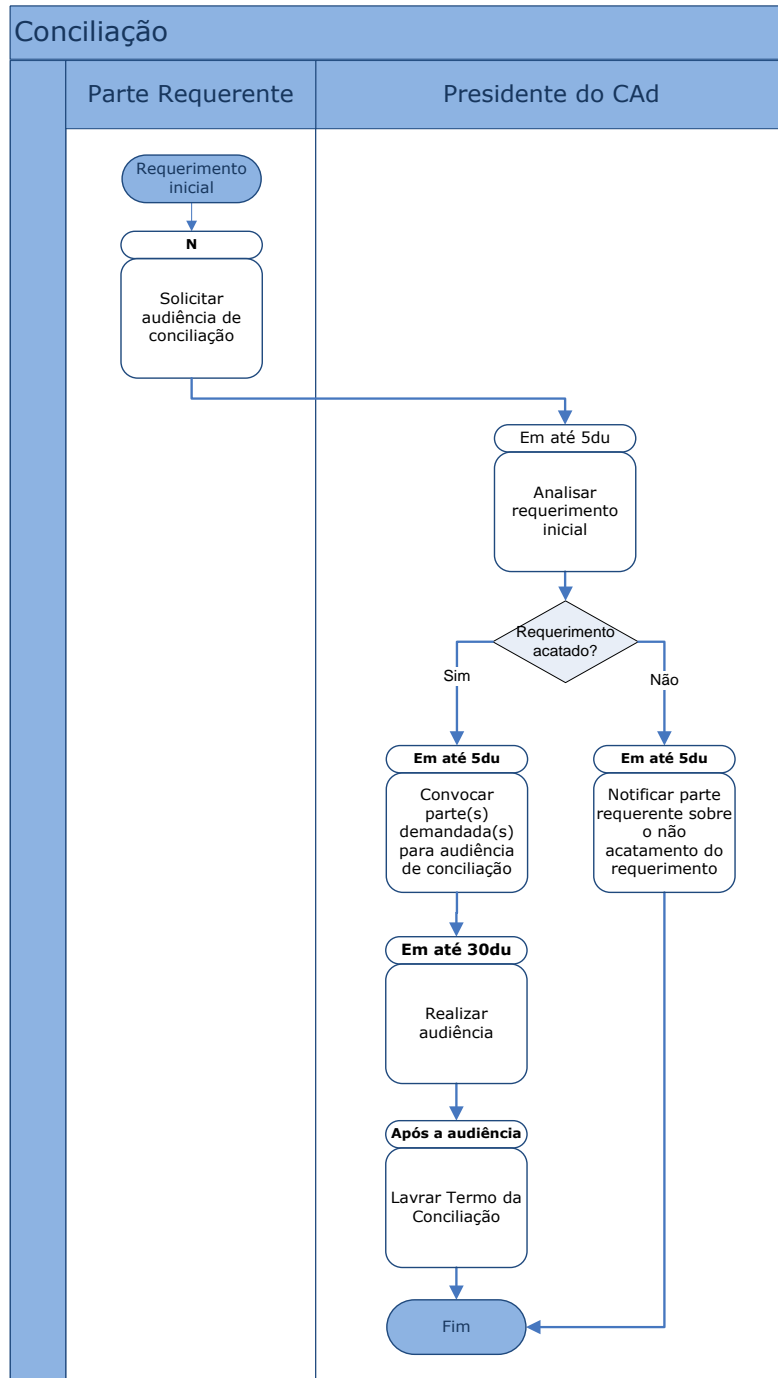 Conciliação
Parte Requerente
Presidente do CAd
Requerimento
inicial
N
Solicitar
audiência de
conciliação
Em até 5du
Analisar
requerimento
inicial
Requerimento
acatado?
Sim
Não
Em até 5du
Convocar
parte(s)
demandada(s)
para audiência
de conciliação
Em até 5du
Notificar parte
requerente sobre
o não
acatamento do
requerimento
Em até 30du
Realizar
audiência
Após a audiência
Lavrar Termo da
Conciliação
Fim